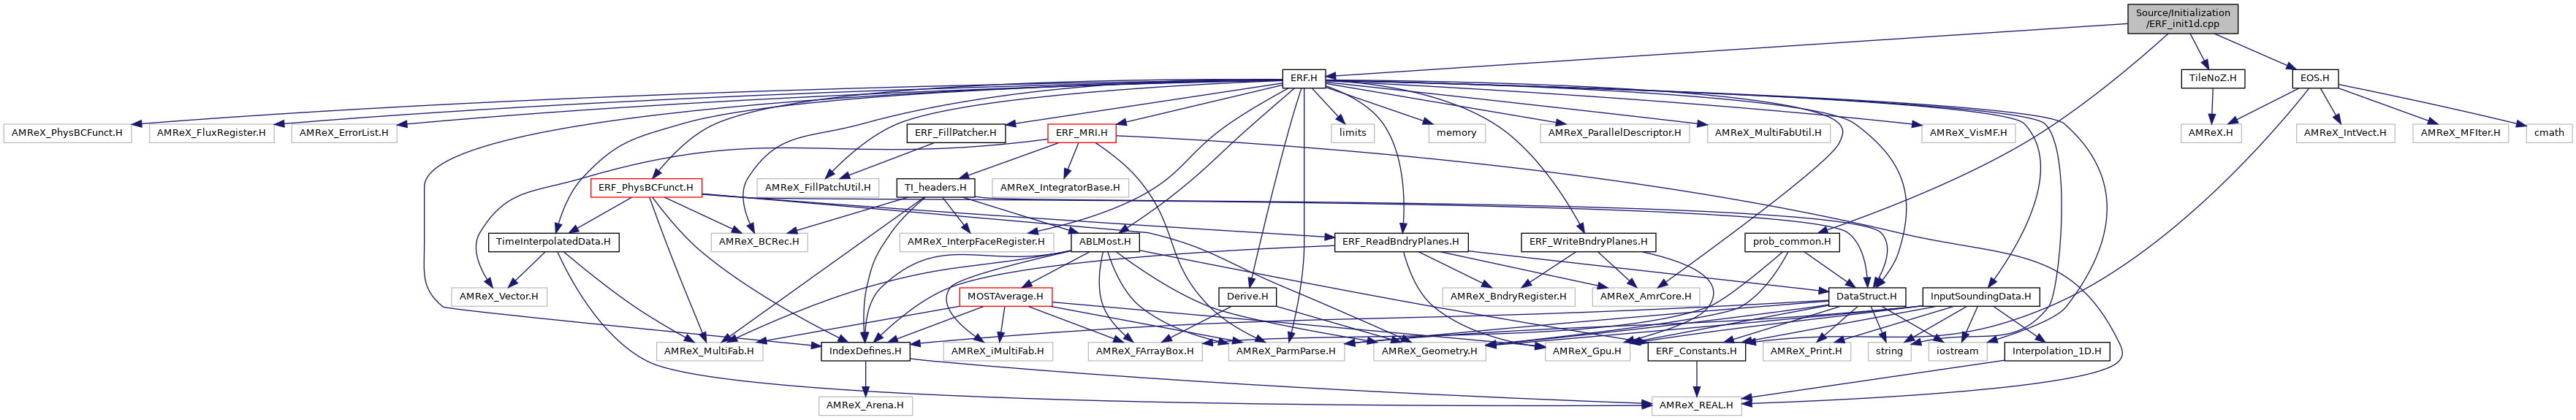 Source/Initialization
/ERF_init1d.cpp
ERF.H
TileNoZ.H
EOS.H
AMReX_PhysBCFunct.H
AMReX_FluxRegister.H
AMReX_ErrorList.H
ERF_FillPatcher.H
ERF_MRI.H
limits
memory
AMReX_ParallelDescriptor.H
AMReX_MultiFabUtil.H
AMReX_VisMF.H
AMReX.H
AMReX_IntVect.H
AMReX_MFIter.H
cmath
ERF_PhysBCFunct.H
AMReX_FillPatchUtil.H
TI_headers.H
AMReX_IntegratorBase.H
TimeInterpolatedData.H
AMReX_BCRec.H
AMReX_InterpFaceRegister.H
ABLMost.H
ERF_ReadBndryPlanes.H
ERF_WriteBndryPlanes.H
prob_common.H
AMReX_Vector.H
MOSTAverage.H
Derive.H
AMReX_BndryRegister.H
AMReX_AmrCore.H
DataStruct.H
InputSoundingData.H
AMReX_MultiFab.H
IndexDefines.H
AMReX_iMultiFab.H
AMReX_FArrayBox.H
AMReX_ParmParse.H
AMReX_Geometry.H
AMReX_Gpu.H
ERF_Constants.H
AMReX_Print.H
string
iostream
Interpolation_1D.H
AMReX_Arena.H
AMReX_REAL.H